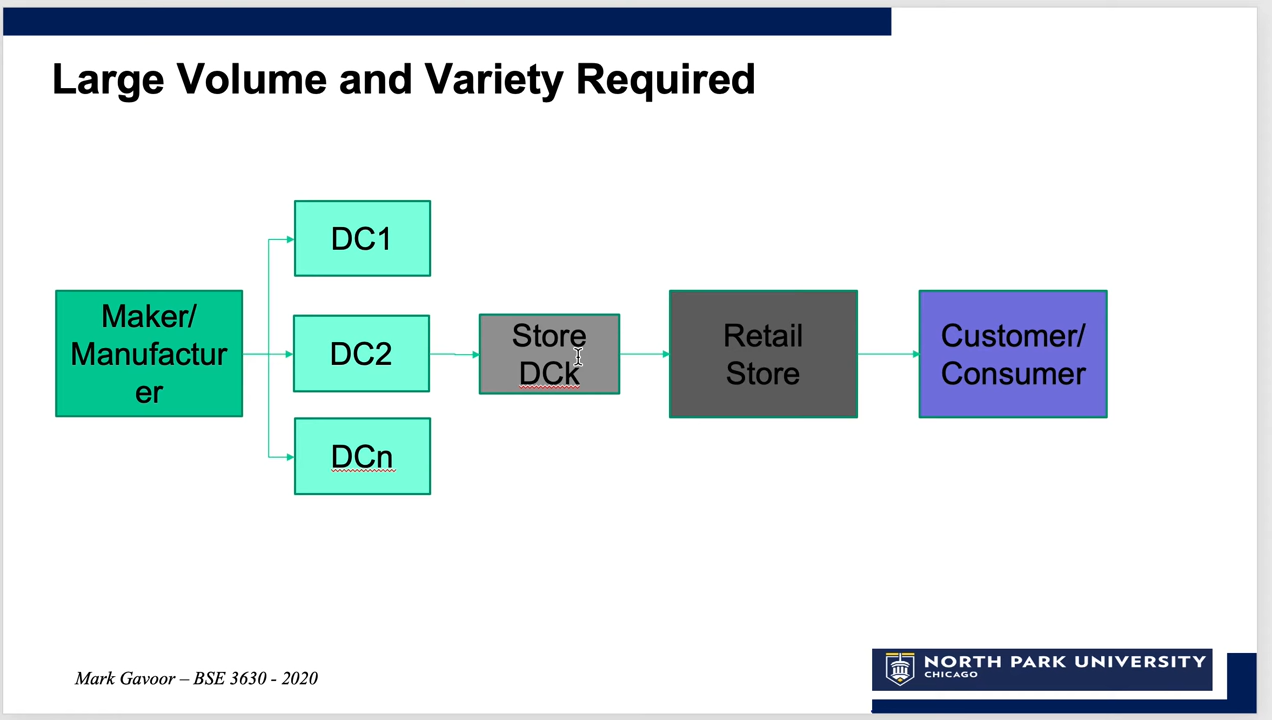 Large Volume and Variety Required
DC1
Maker/
Manufactur
er
DC2
Store
DCk
Retail
Store
Customer/
Consumer
DCn
Mark Gavoor – BSE 3630 - 2020
NORTH PARK UNIVERSITY
CHICAGO